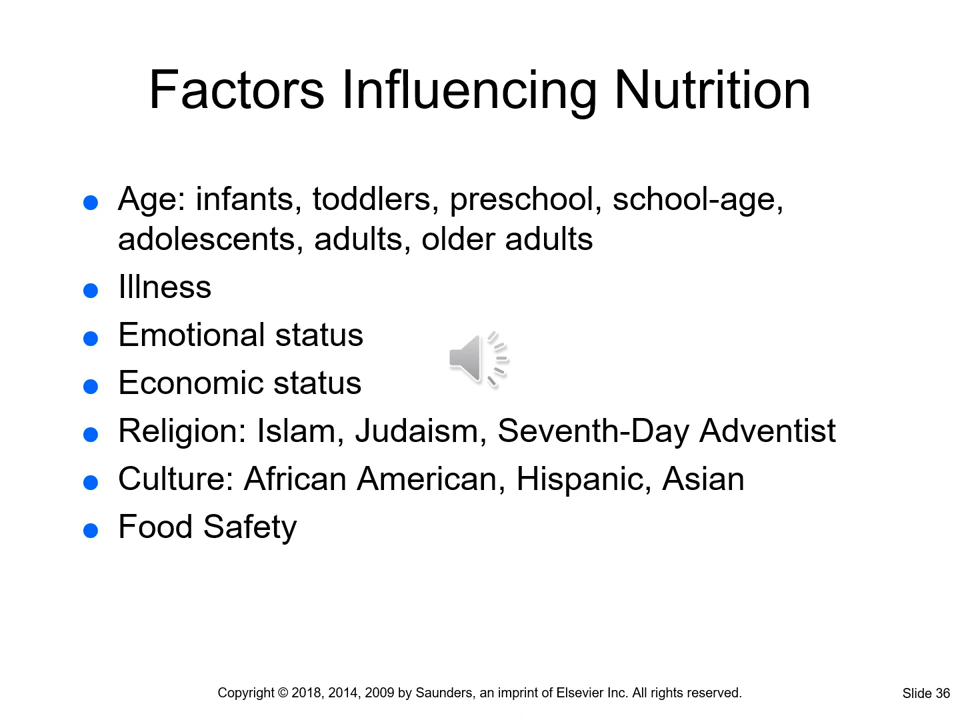 Factors Influencing Nutrition
Age: infants, toddlers, preschool, school-age,
adolescents, adults, older adults
Illness
Emotional status
Economic status
Religion: Islam, Judaism, Seventh-Day Adventist
Culture: African American, Hispanic, Asian
Food Safety
Copyright © 2018, 2014, 2009 by Saunders, an imprint of Elsevier Inc. All rights reserved.
Slide 36